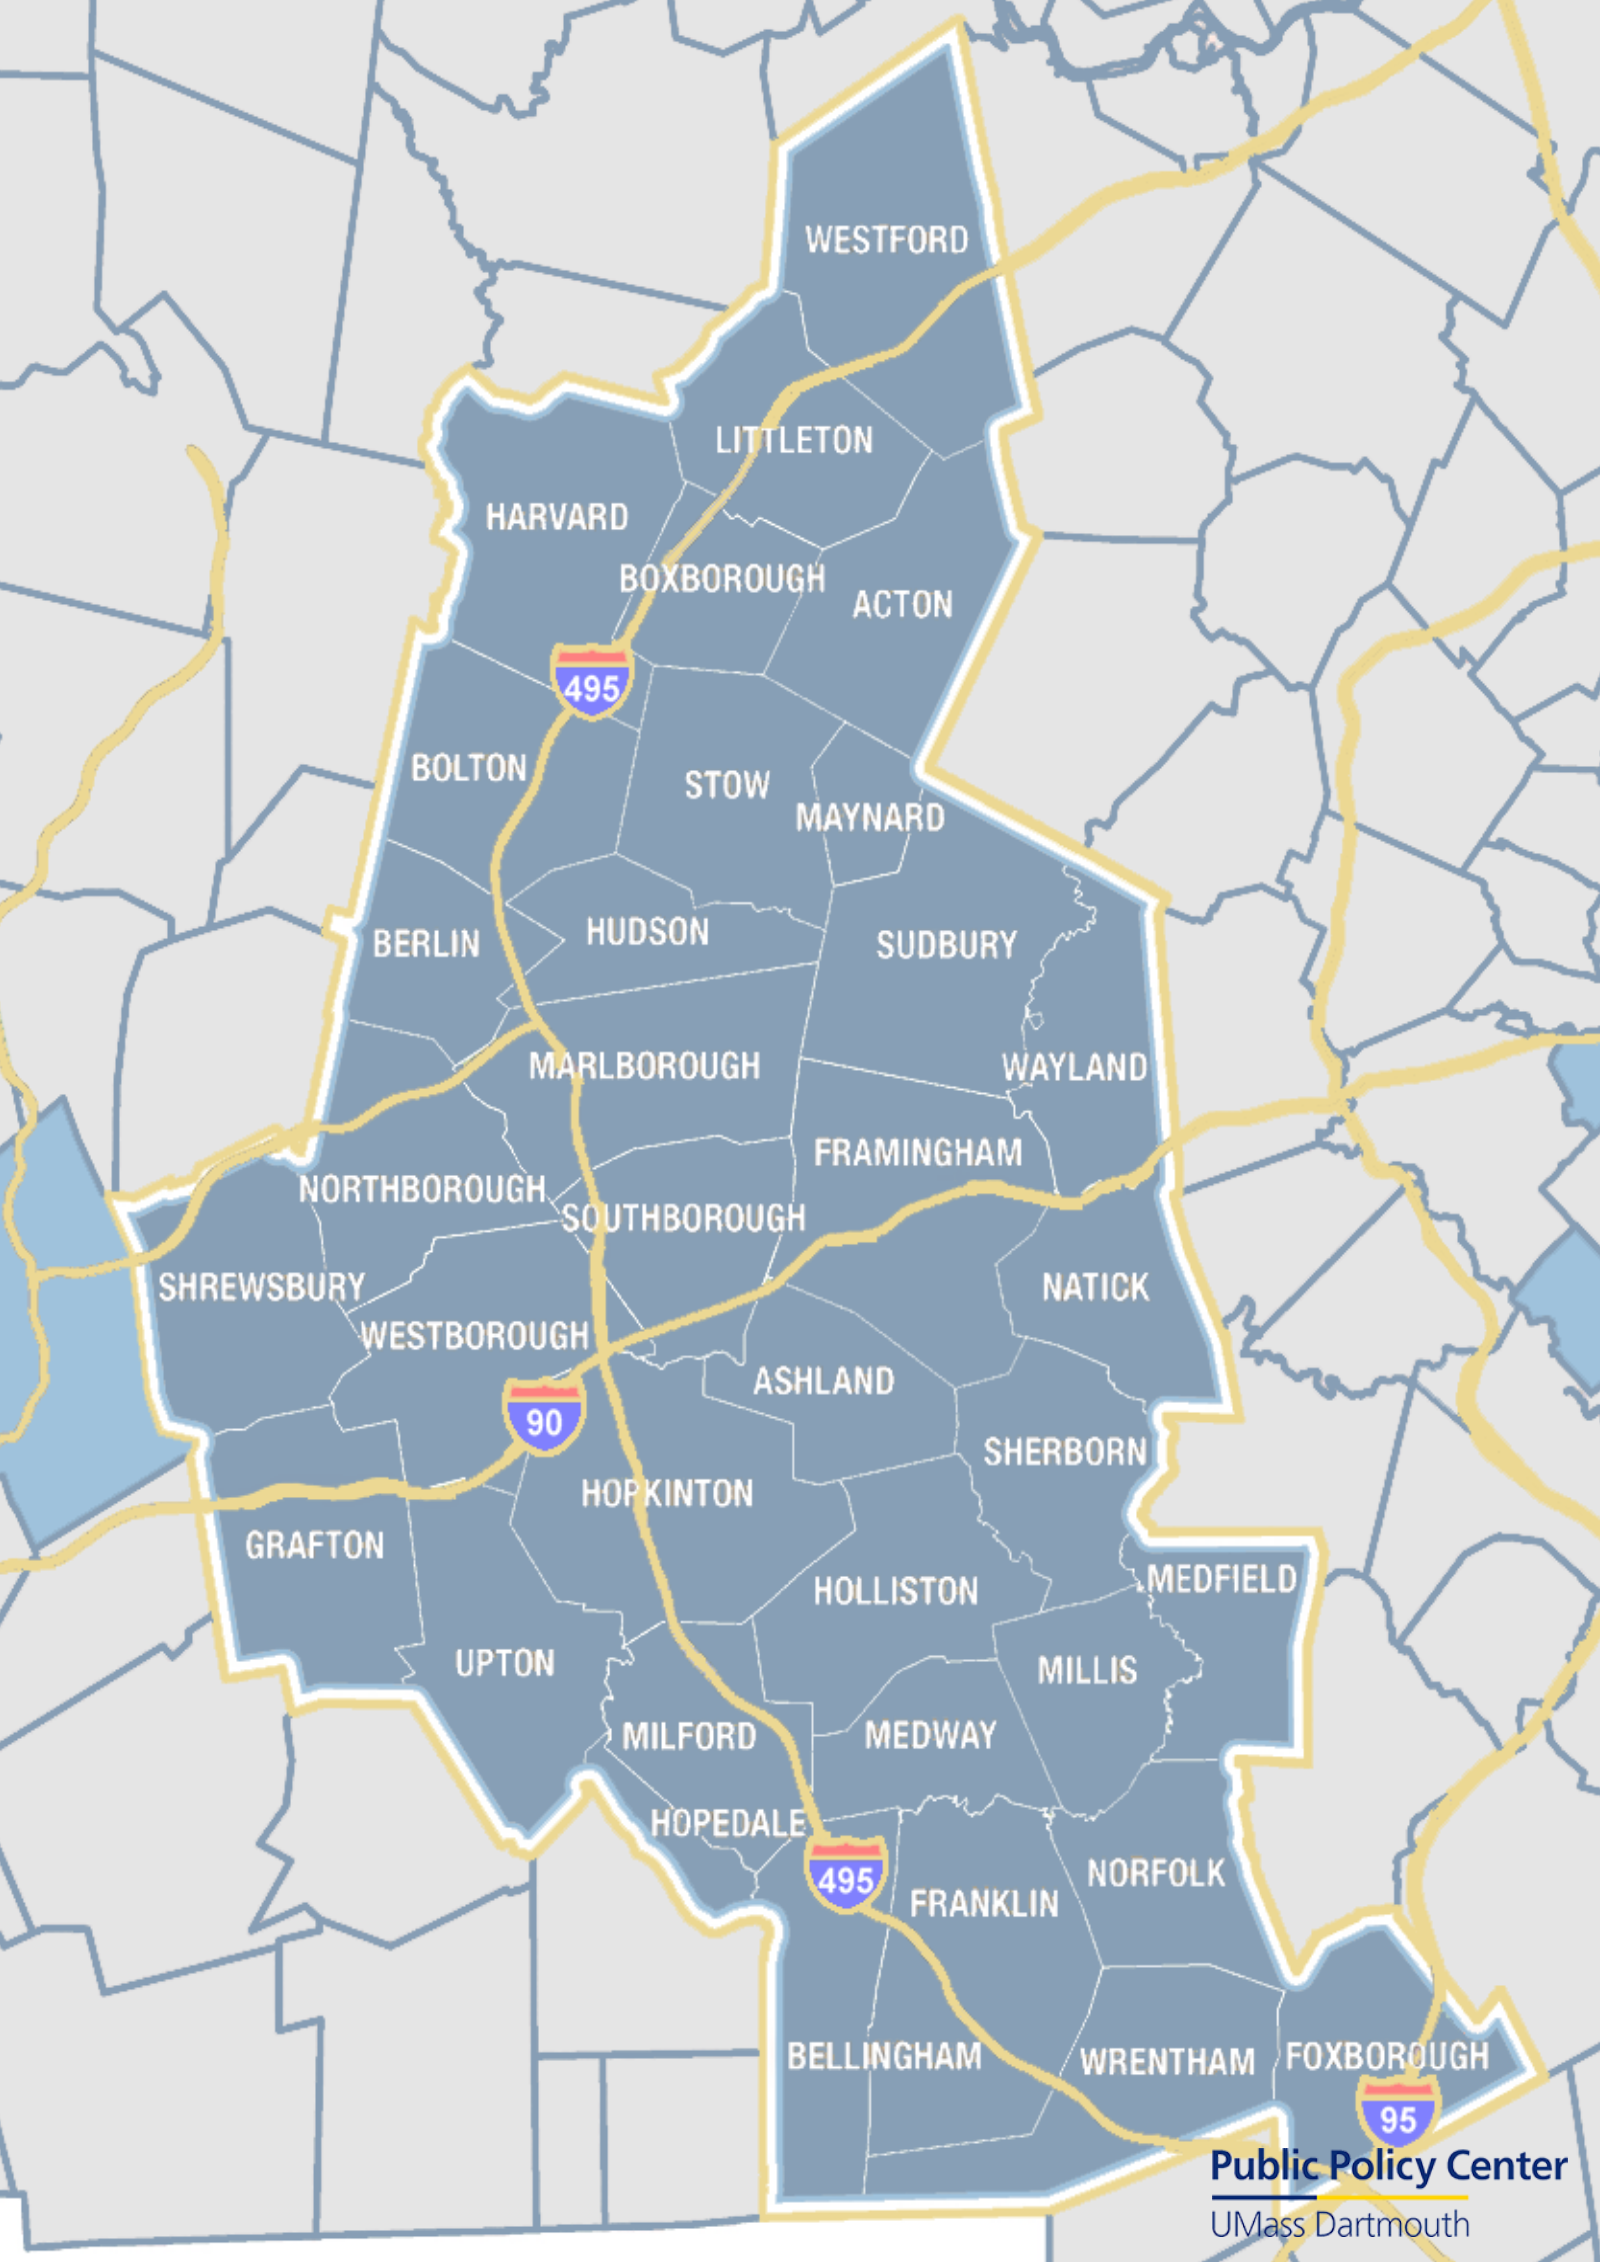 WESTFORD
LITTLETON
HARVARD
BOXBOROUGH
ACTON
495
BOLTON
STOW
MAYNARD
BERLIN
HUDSON
SUDBURY
MARLBOROUGH
WAYLAND
FRAMINGHAM
NORTHBOROUGH
SOUTHBOROUGH
SHREWSBURY
NATICK
WESTBOROUGH
ASHLAND
90
SHERBORN
HOPKINTON
GRAFTON
HOLLISTON
MEDFIELD
UPTON
MILLIS
MILFORD
MEDWAY
HOPEDALE
495
NORFOLK
FRANKLIN
BELLINGHAM
WRENTHAM
FOXBOROUGH
95
Public Policy Center
UMass Dartmouth